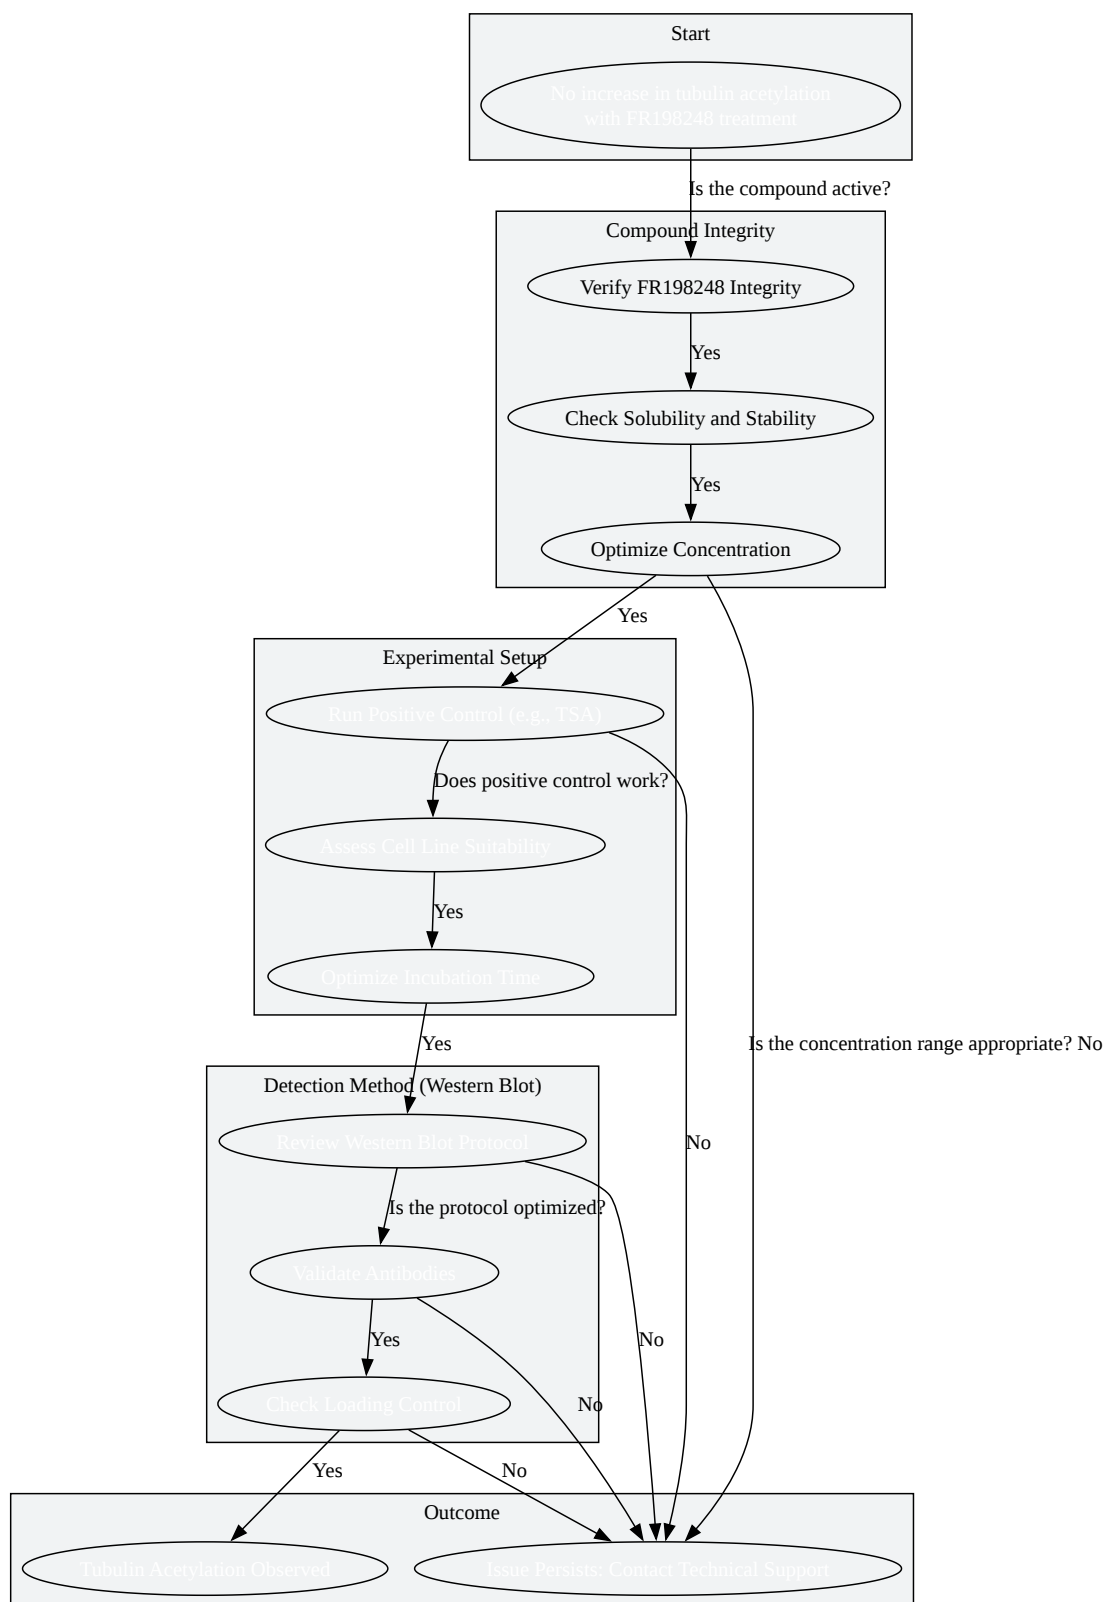 Start
No increase in tubulin acetylation
with FR198248 treatment
Is the compound active?
Compound Integrity
Verify FR198248 Integrity
Yes
Check Solubility and Stability
Yes
Optimize Concentration
Yes
Experimental Setup
Run Positive Control (e.g., TSA)
Does positive control work?
Assess Cell Line Suitability
Yes
Optimize Incubation Time
Yes
Is the concentration range appropriate? No
Detection Method (Western Blot)
Review Western Blot Protocol
No
Is the protocol optimized?
Validate Antibodies
Yes
No
Check Loading Control
No
Yes
No
Outcome
Tubulin Acetylation Observed
Issue Persists: Contact Technical Support